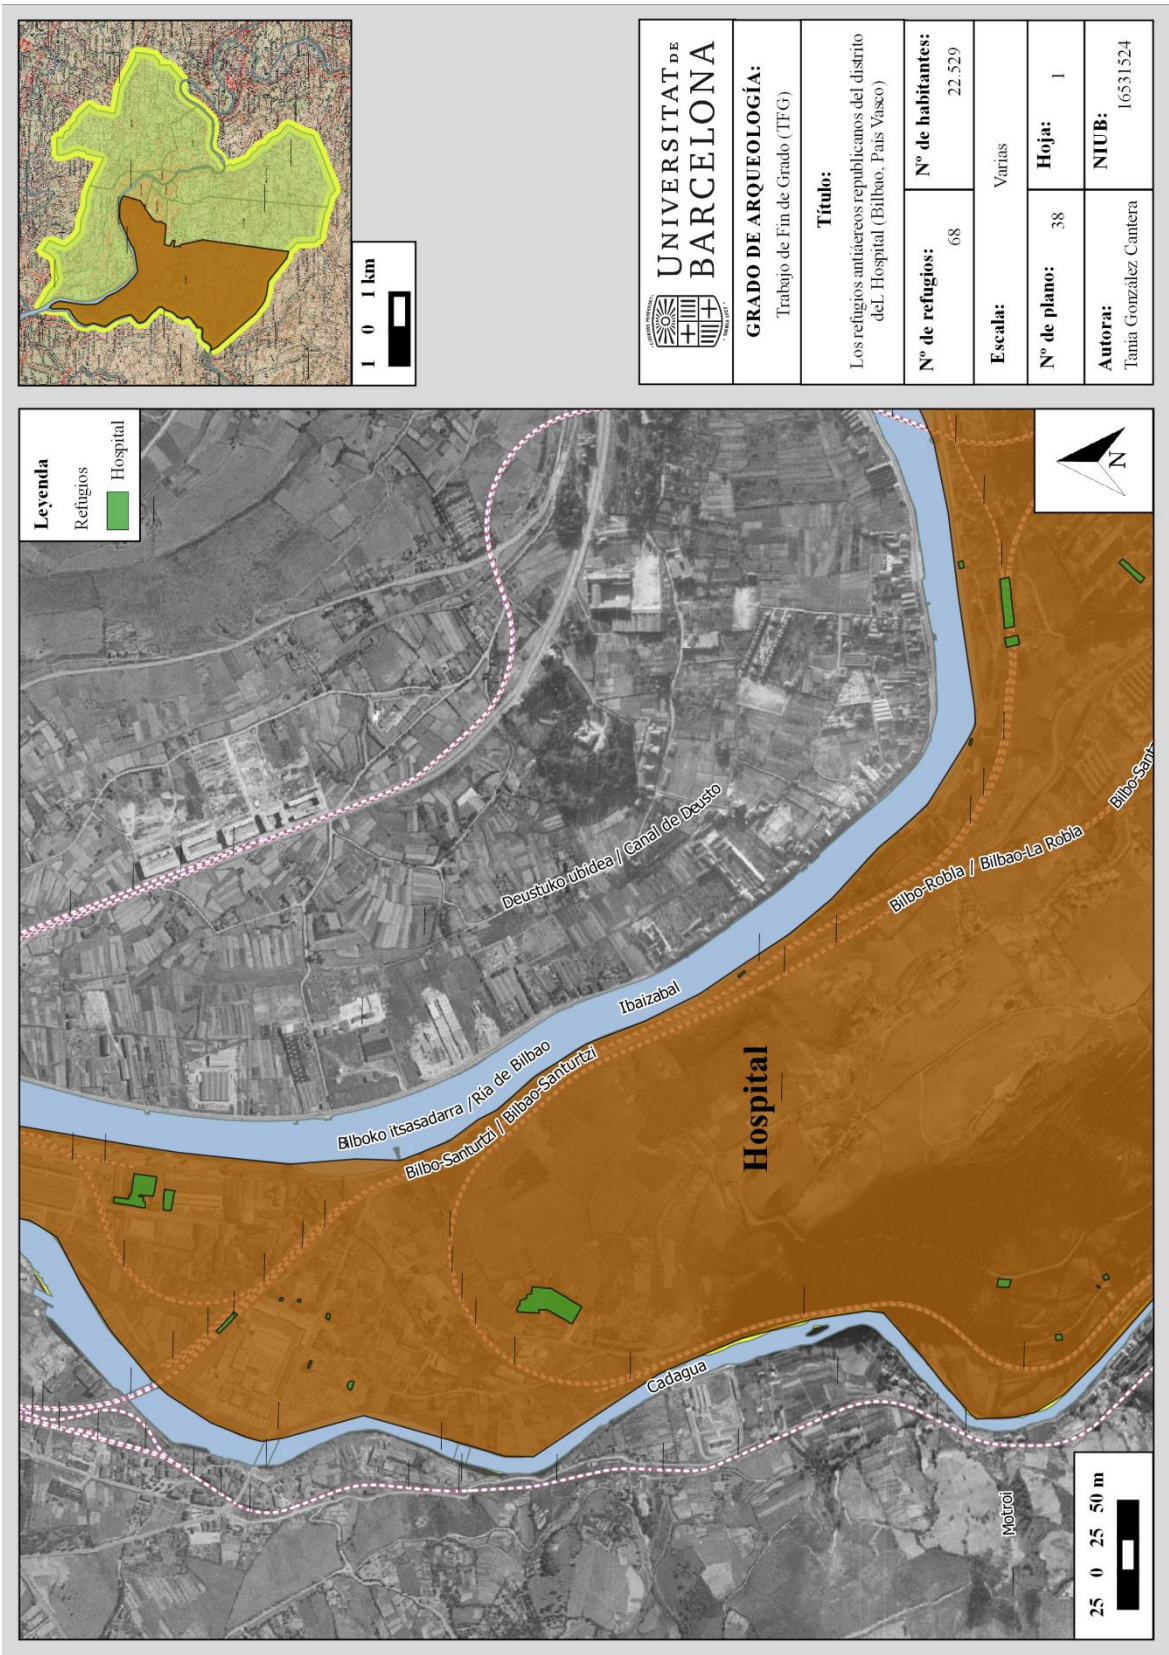 Leyenda
Refugios
Hospital
Deustuko ubidea / Canal de Deusto
Bilboko itsasadarra /Ría de Bilbao
Ibaizabal
Bilbo-Santurtzi / Bilbao-Santurtzi
Bilbo-Robla / Bilbao-La Robla
Bilbo-Sant
Hospital
Cadagua
Motroi
25 0 25 50 m
N
1 0 1 km
UNIVERSITAT DE
BARCELONA
GRADO DE ARQUEOLOGÍA:
Trabajo de Fin de Grado (TFG)
Título:
Los refugios antiáereos republicanos del distrito
deL Hospital (Bilbao, País Vasco)
Nº de refugios:
68
Nº de habitantes:
22.529
Escala:
Varias
Nº de plano:
38
Hoja:
1
Autora:
Tania González Cantera
NIUB:
16531524